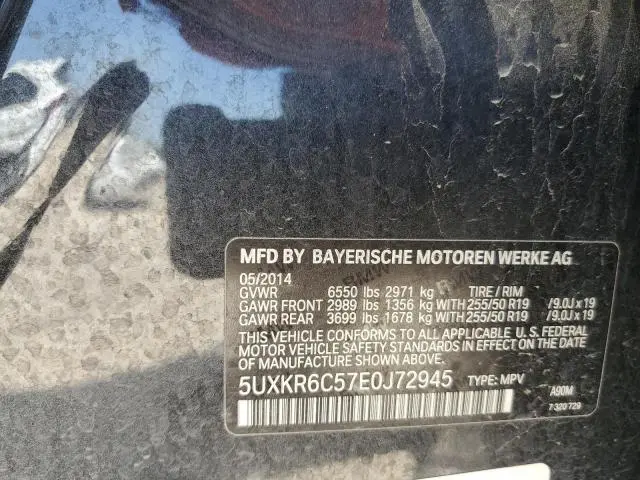 MFD BY BAYERISCHE MOTOREN WERKE AG
05/2014
GVWR 6550 lbs 2971 kg TIRE / RIM
GAWR FRONT 2989 lbs 1356 kg WITH 255/50 R19 /9.0J x 19
GAWR REAR 3699 lbs 1678 kg WITH 255/50 R19 /9.0J x 19
THIS VEHICLE CONFORMS TO ALL APPLICABLE U.S. FEDERAL
MOTOR VEHICLE SAFETY STANDARDS IN EFFECT ON THE
DATE OF MANUFACTURE SHOWN ABOVE.
5UXKR6C57E0J72945 TYPE: MPV A90M
7 320 729